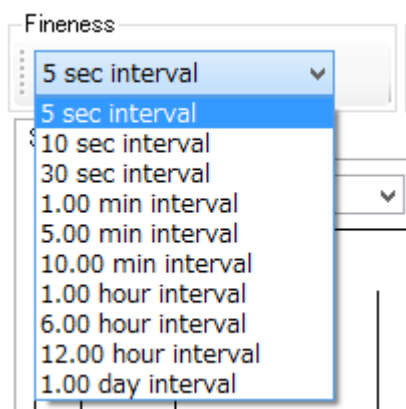 Fineness
5 sec interval
5 sec interval
10 sec interval
30 sec interval
1.00 min interval
5.00 min interval
10.00 min interval
1.00 hour interval
6.00 hour interval
12.00 hour interval
1.00 day interval